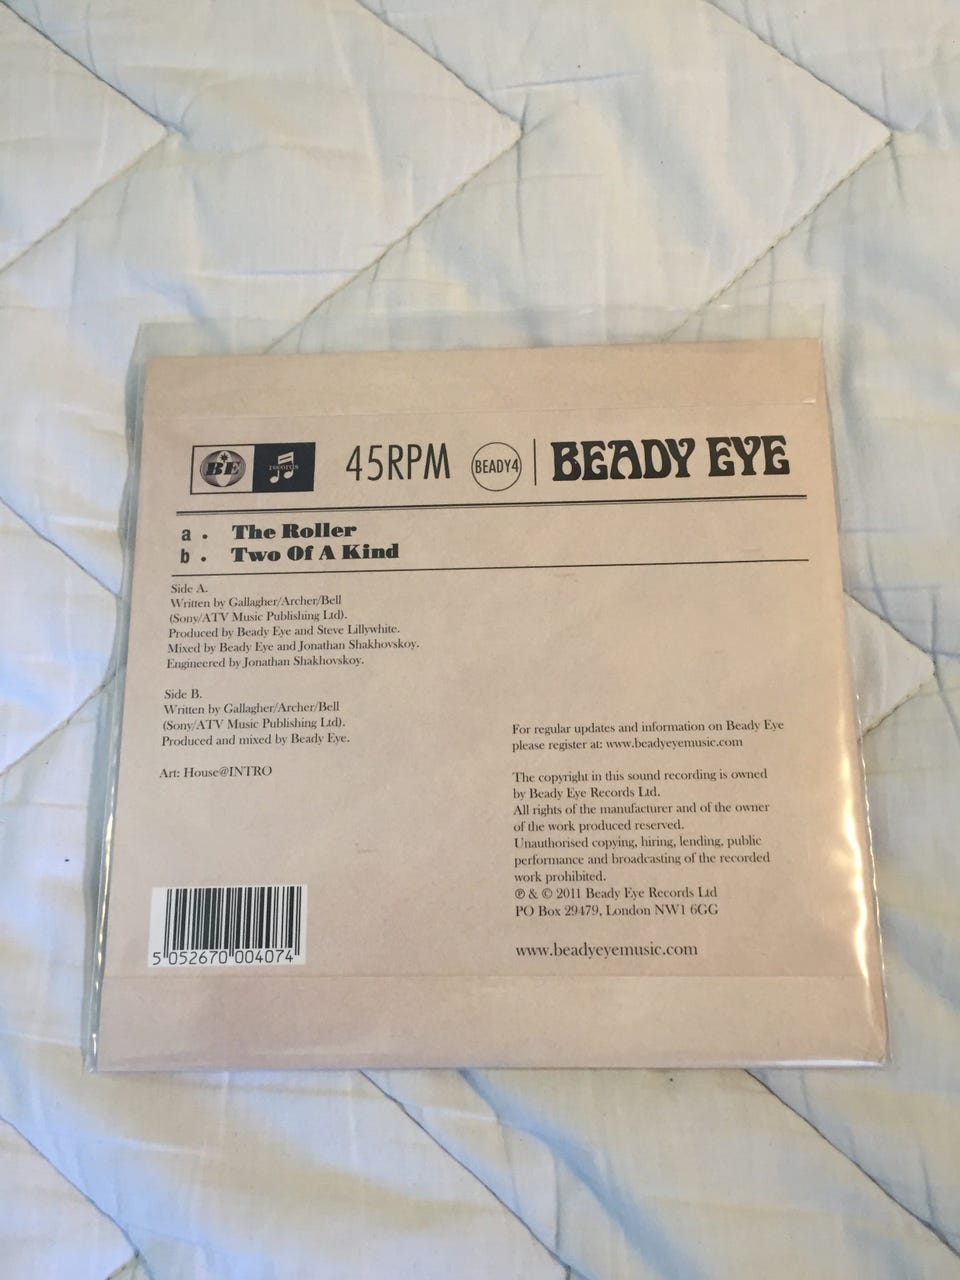 BE records 45RPM BEADY4 BEADY EYE
a . The Roller
b . Two Of A Kind
Side A.
Written by Gallagher/Archer/Bell
(Sony/ATV Music Publishing Ltd).
Produced by Beady Eye and Steve Lillywhite.
Mixed by Beady Eye and Jonathan Shakhovskoy.
Engineered by Jonathan Shakhovskoy.
Side B.
Written by Gallagher/Archer/Bell
(Sony/ATV Music Publishing Ltd).
Produced and mixed by Beady Eye.
Art: House@INTRO
For regular updates and information on Beady Eye
please register at: www.beadyeyemusic.com
The copyright in this sound recording is owned
by Beady Eye Records Ltd.
All rights of the manufacturer and of the owner
of the work produced reserved.
Unauthorised copying, hiring, lending, public
performance and broadcasting of the recorded
work prohibited.
℗ & © 2011 Beady Eye Records Ltd
PO Box 29479, London NW1 6GG
www.beadyeyemusic.com
5 052670 004074